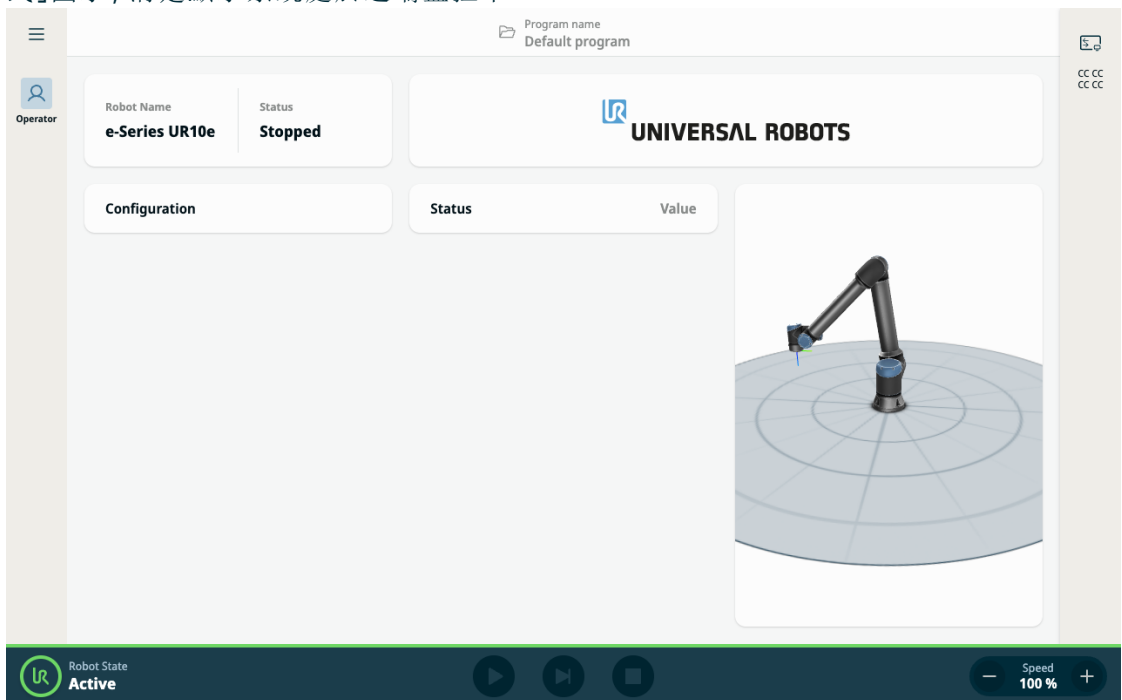 Program name
Default program
CC CC
CC CC
Operator
Robot Name
Status
e-Series UR10e
Stopped
UR
UNIVERSAL ROBOTS
Configuration
Status
Value
Robot State
Active
Speed
100 %